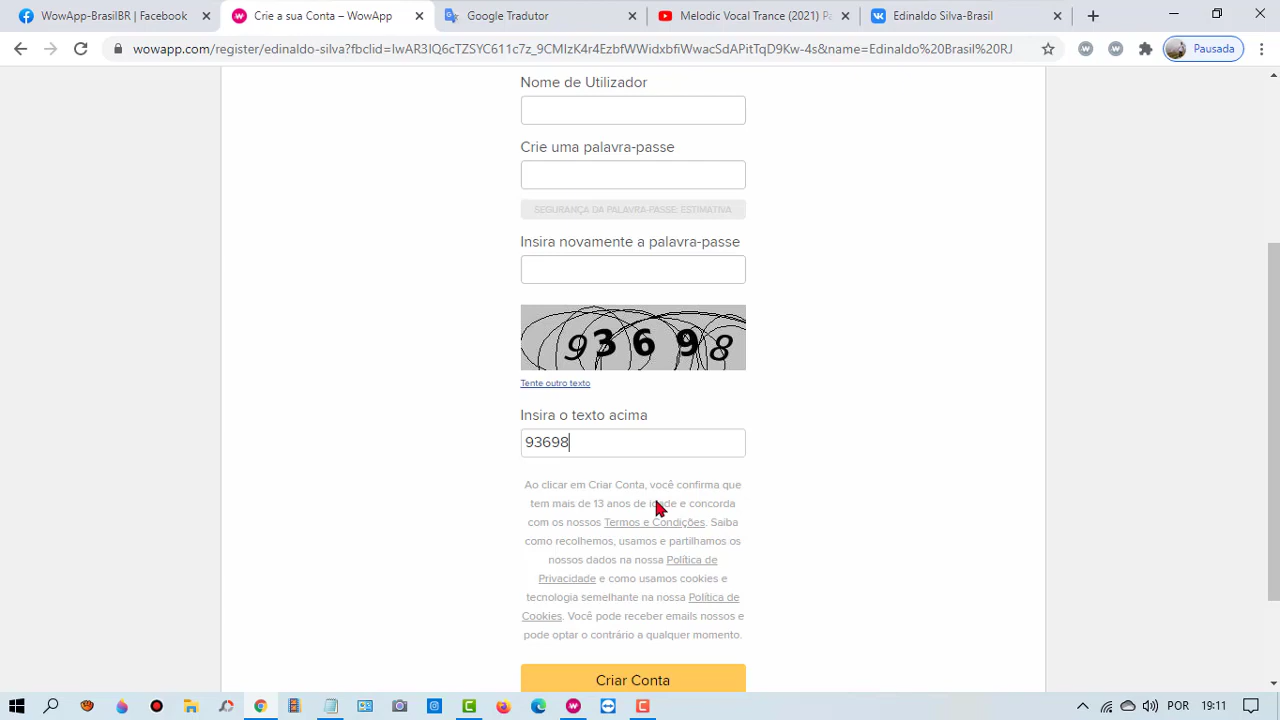 WowApp-BrasilBR | Facebook
Crie a sua Conta – WowApp
Google Tradutor
Melodic Vocal Trance (2021) Pa
Edinaldo Silva-Brasil
wowapp.com/register/edinaldo-silva?fbclid=IwAR3IQ6cTZSYC611c7z_9CMIzK4r4EzbfWWidxbfiWwacSdAPitTqD9Kw-4s&name=Edinaldo%20Brasil%20RJ
Pausada
Nome de Utilizador
Crie uma palavra-passe
SEGURANÇA DA PALAVRA-PASSE: ESTIMATIVA
Insira novamente a palavra-passe
93698
Tente outro texto
Insira o texto acima
93698
Ao clicar em Criar Conta, você confirma que
tem mais de 13 anos de idade e concorda
com os nossos Termos e Condições. Saiba
como recolhemos, usamos e partilhamos os
nossos dados na nossa Política de
Privacidade e como usamos cookies e
tecnologia semelhante na nossa Política de
Cookies. Você pode receber emails nossos e
pode optar o contrário a qualquer momento.
Criar Conta
POR
19:11